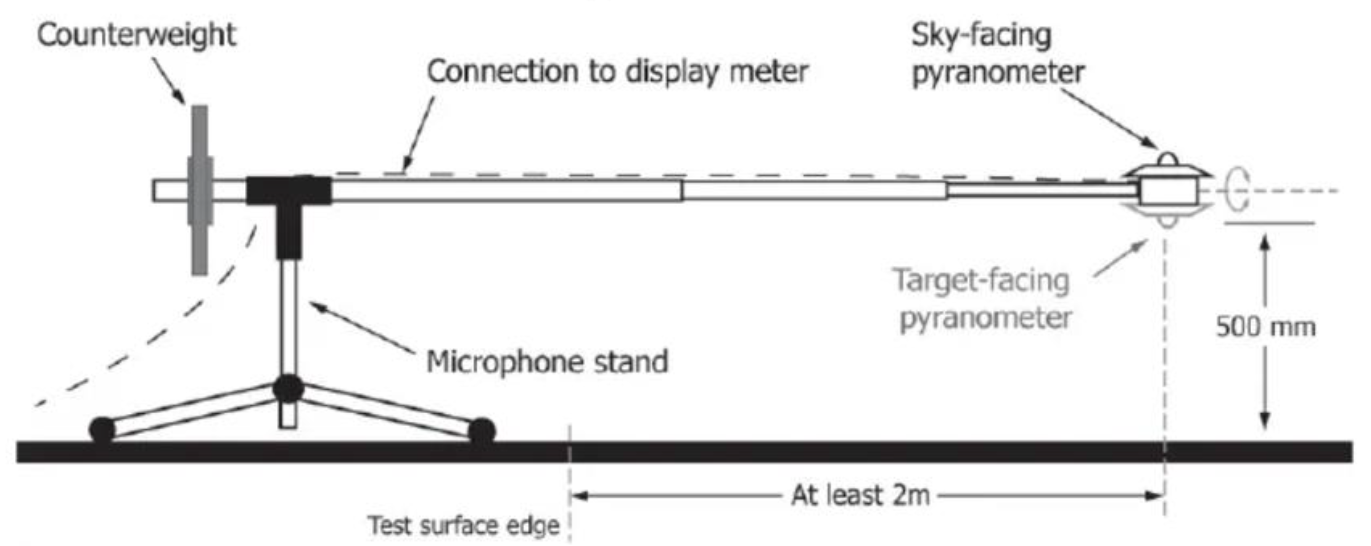 Counterweight
Connection to display meter
Sky-facing
pyranometer
Target-facing
pyranometer
500 mm
Microphone stand
At least 2m
Test surface edge